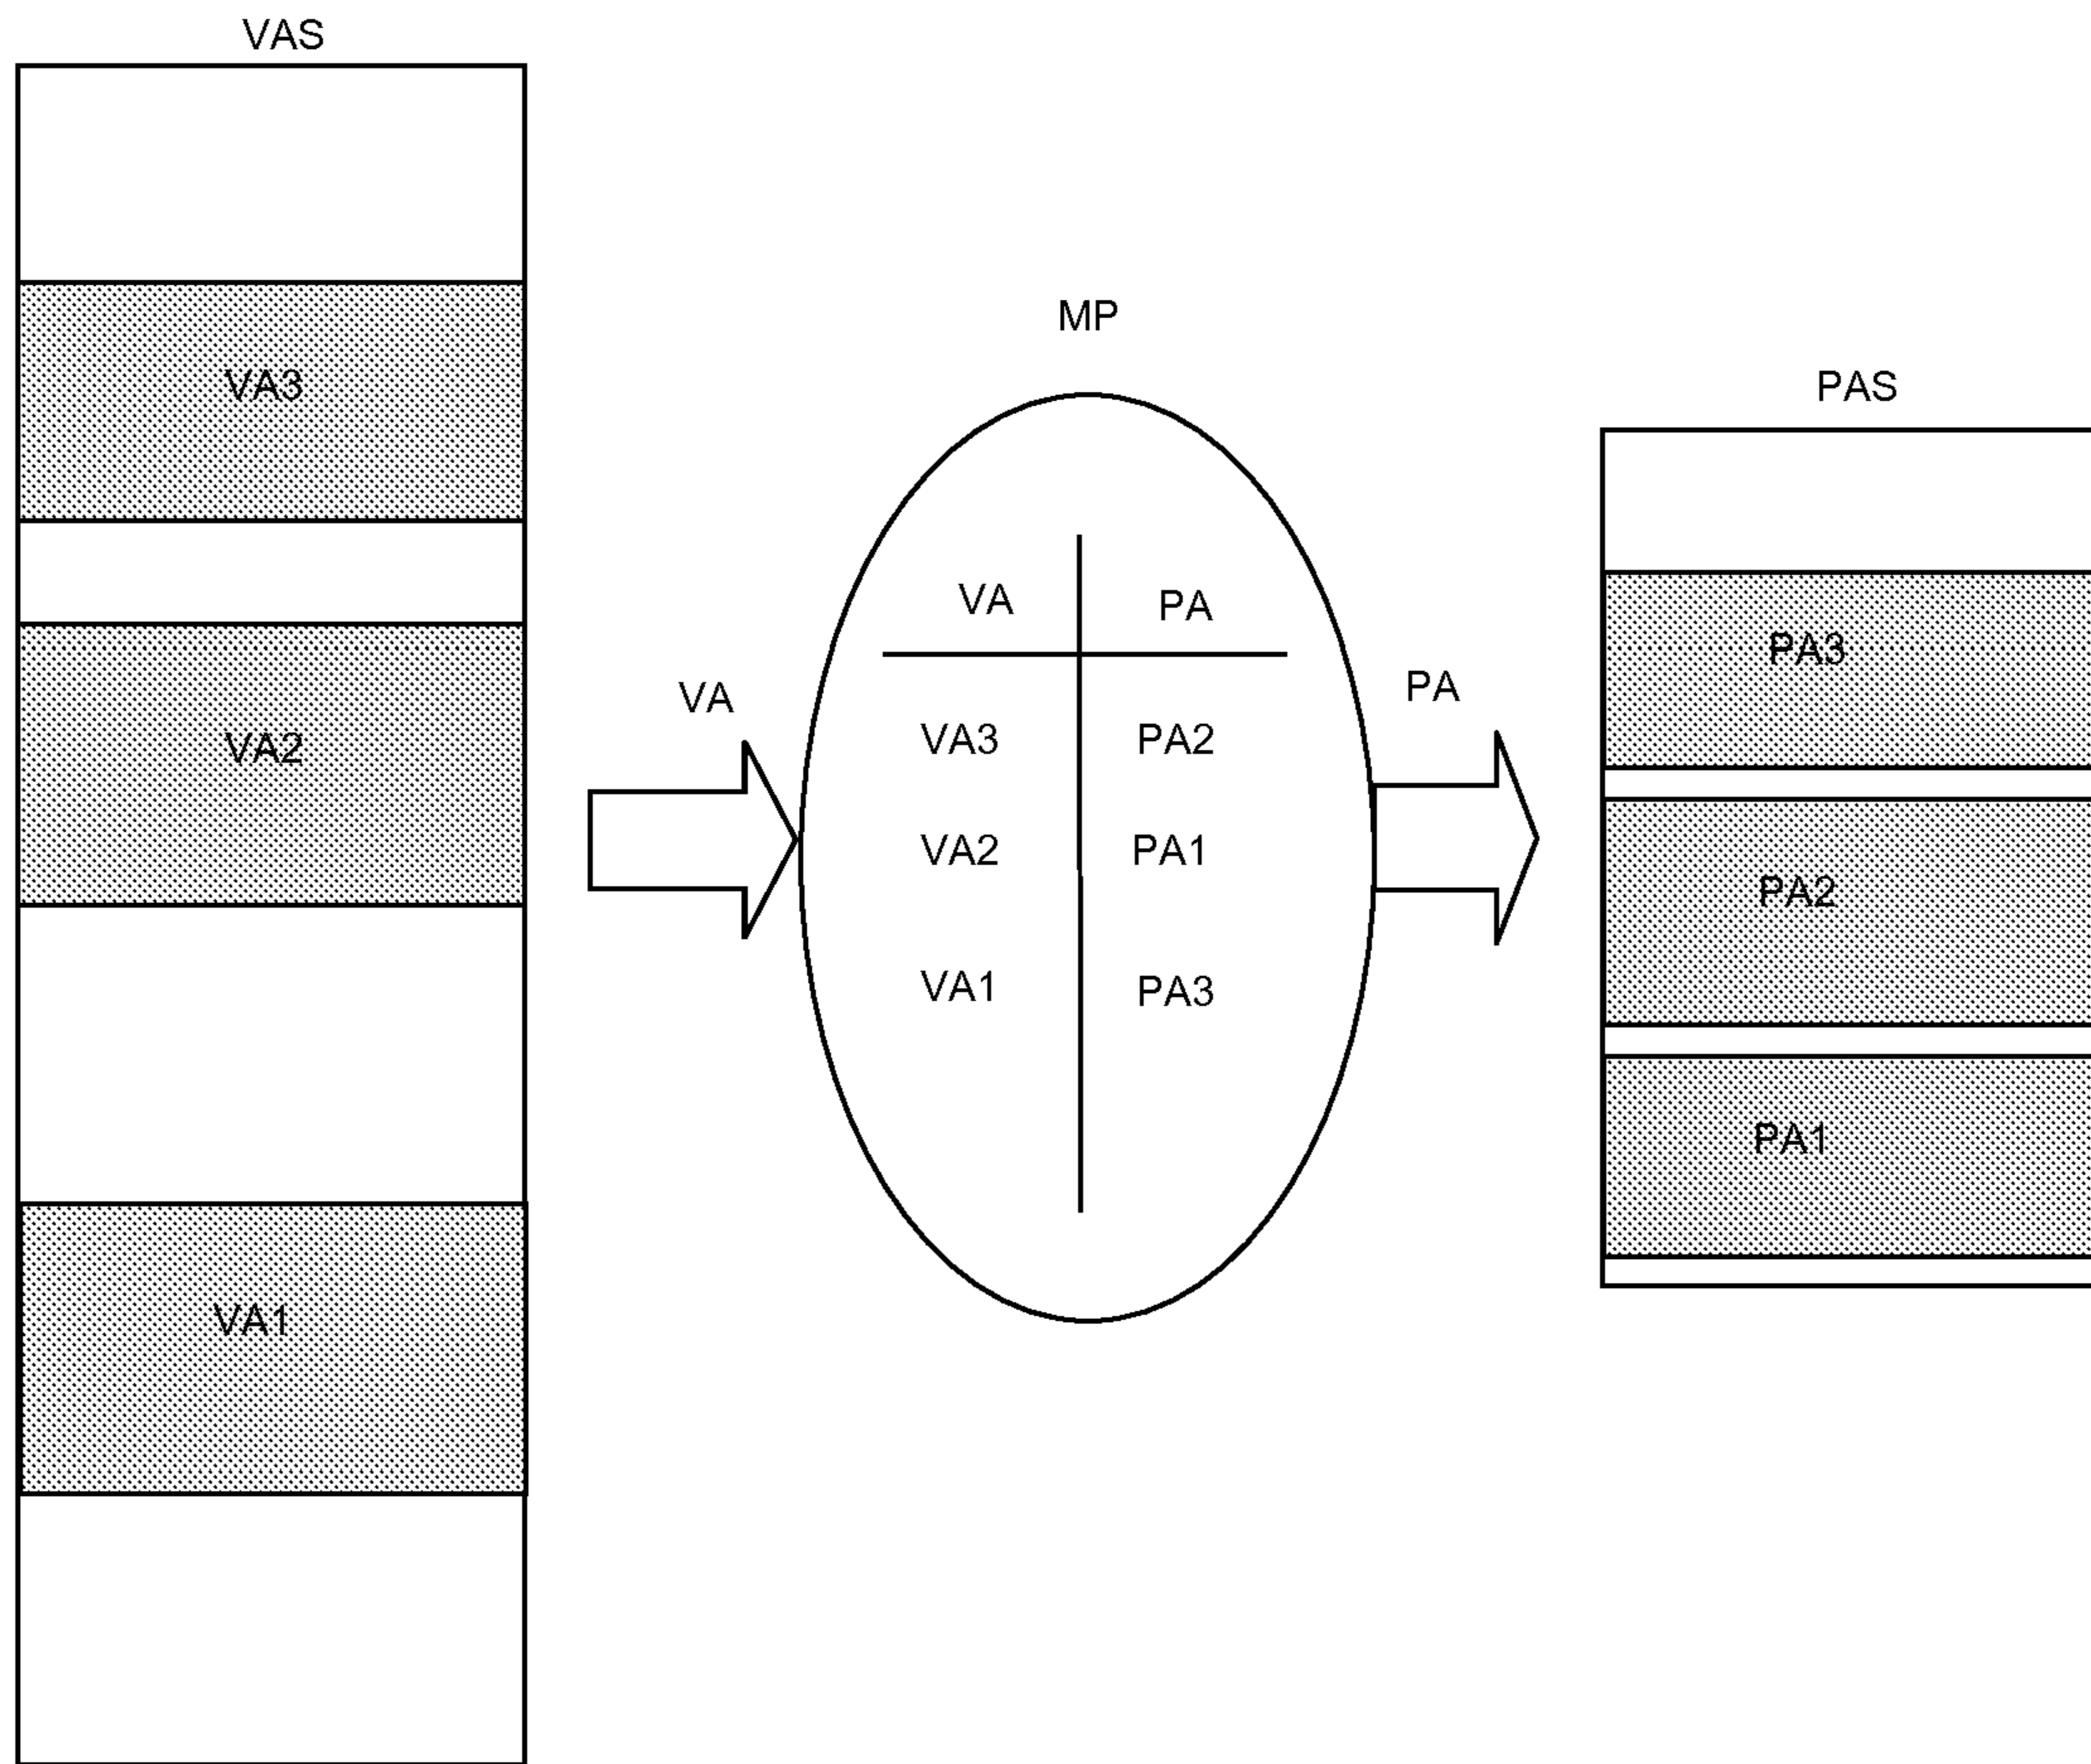 VAS
VA3
VA2
VA1
VA
MP
VA PA
VA3 PA2
VA2 PA1
VA1 PA3
PA
PAS
PA3
PA2
PA1